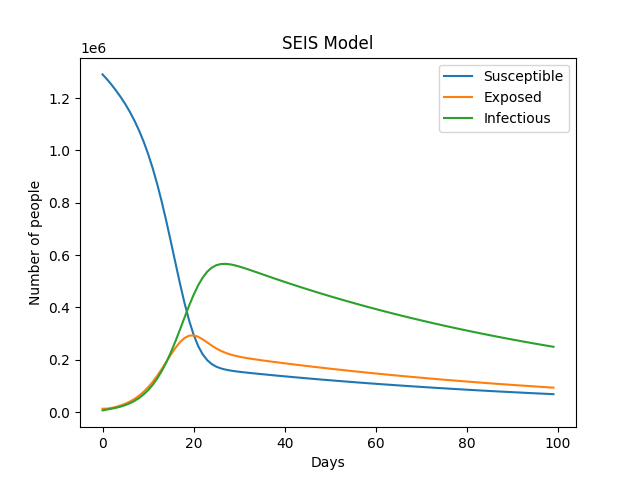 SEIS Model
1e6
Susceptible
Exposed
Infectious
1.2
1.0
0.8
0.6
0.4
0.2
0.0
Number of people
0 20 40 60 80 100
Days